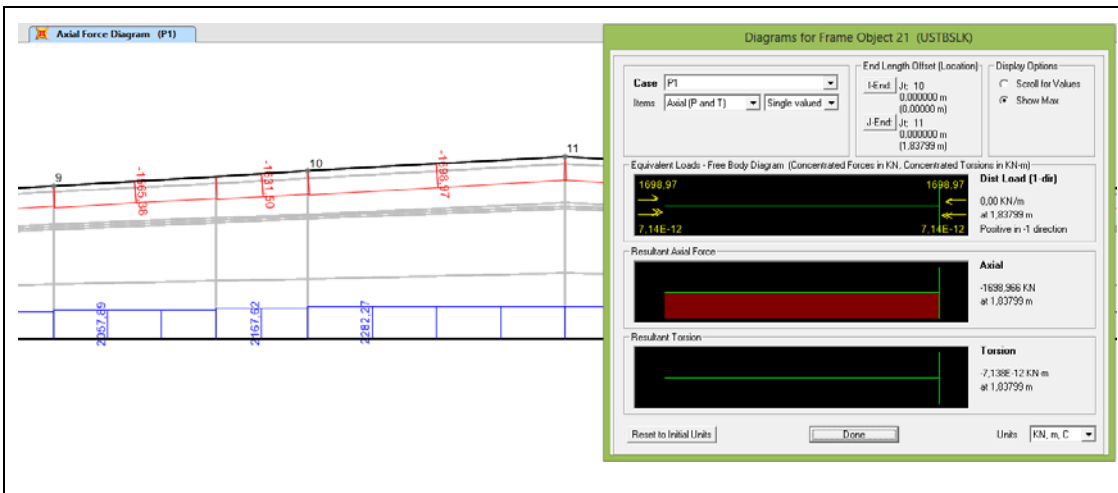 Axial Force Diagram (P1)
9
10
11
-1565,38
-1631,50
-1698,97
2057,89
2167,62
2282,27
Diagrams for Frame Object 21 (USTBSLK)
Case P1
Items Axial (P and T) Single valued
End Length Offset (Location)
I-End: Jt: 10
0,000000 m
(0,00000 m)
J-End: Jt: 11
0,000000 m
(1,83799 m)
Display Options
Scroll for Values
Show Max
Equivalent Loads - Free Body Diagram (Concentrated Forces in KN, Concentrated Torsions in KN-m)
1698,97 1698,97
7,14E-12 7,14E-12
Dist Load (1-dir)
0,00 KN/m
at 1,83799 m
Positive in -1 direction
Resultant Axial Force
Axial
-1698,966 KN
at 1,83799 m
Resultant Torsion
Torsion
-7,138E-12 KN-m
at 1,83799 m
Reset to Initial Units
Done
Units KN, m, C